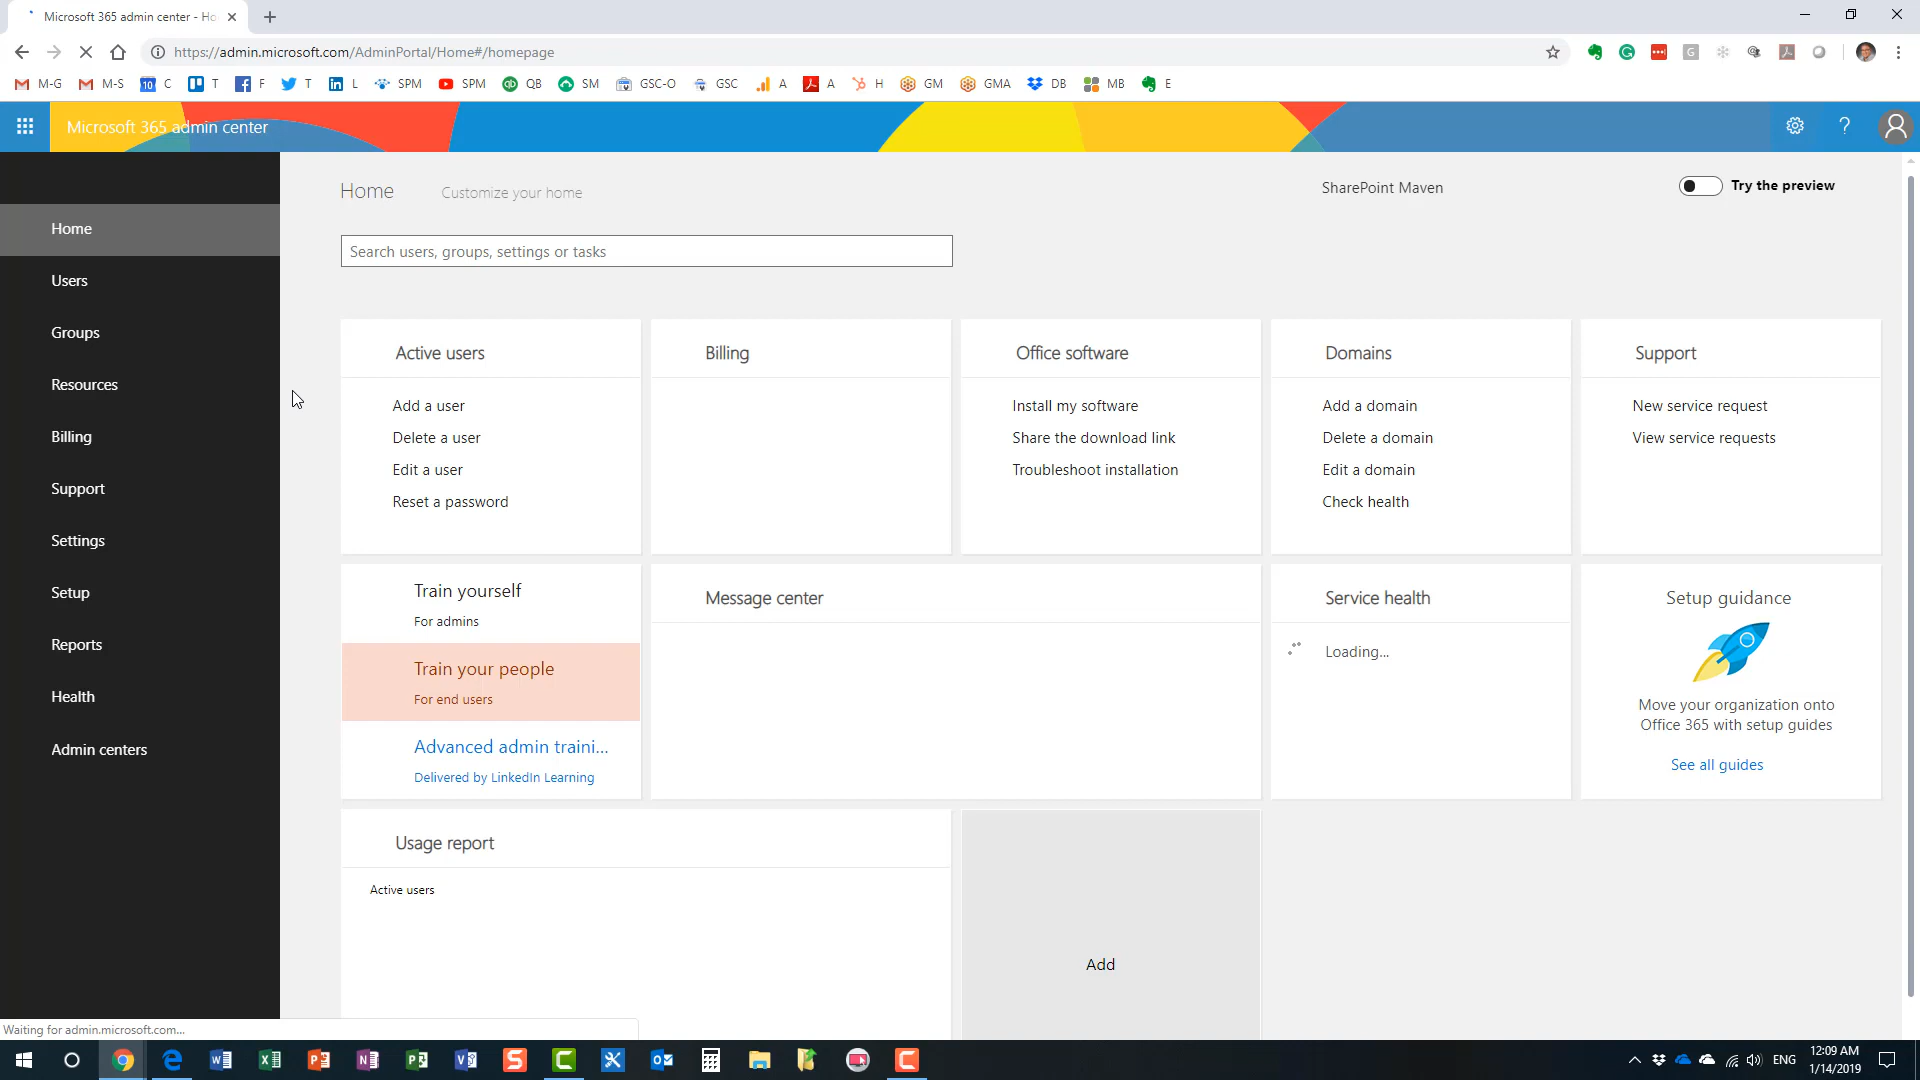 Microsoft 365 admin center - Ho
https://admin.microsoft.com/AdminPortal/Home#/homepage
M-G M-S C T F T L SPM SPM QB SM GSC-O GSC A A H GM GMA DB MB E
Microsoft 365 admin center
Home Customize your home SharePoint Maven Try the preview
Search users, groups, settings or tasks
Home
Users
Groups
Resources
Billing
Support
Settings
Setup
Reports
Health
Admin centers
Active users
Add a user
Delete a user
Edit a user
Reset a password
Billing
Office software
Install my software
Share the download link
Troubleshoot installation
Domains
Add a domain
Delete a domain
Edit a domain
Check health
Support
New service request
View service requests
Train yourself
For admins
Train your people
For end users
Advanced admin traini...
Delivered by LinkedIn Learning
Message center
Service health
Loading...
Setup guidance
Move your organization onto
Office 365 with setup guides
See all guides
Usage report
Active users
Add
Waiting for admin.microsoft.com...
ENG
12:09 AM
1/14/2019